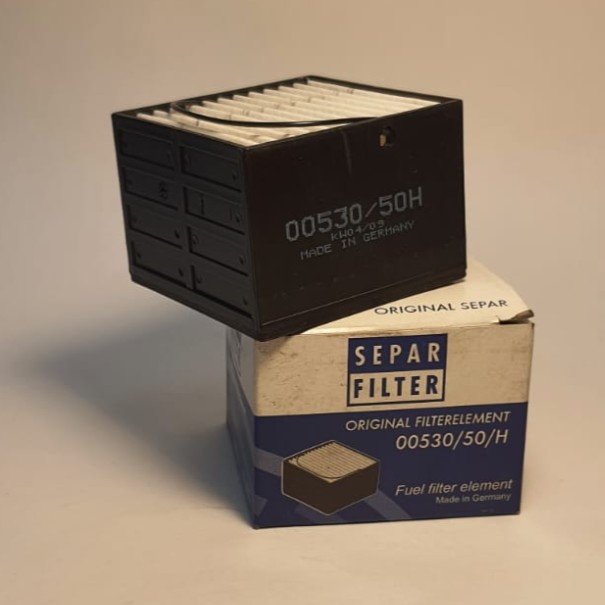 00530/50H
KW04/03
MADE IN GERMANY
ORIGINAL SEPAR
SEPAR
FILTER
ORIGINAL FILTERELEMENT
00530/50/H
Fuel filter element
Made in Germany